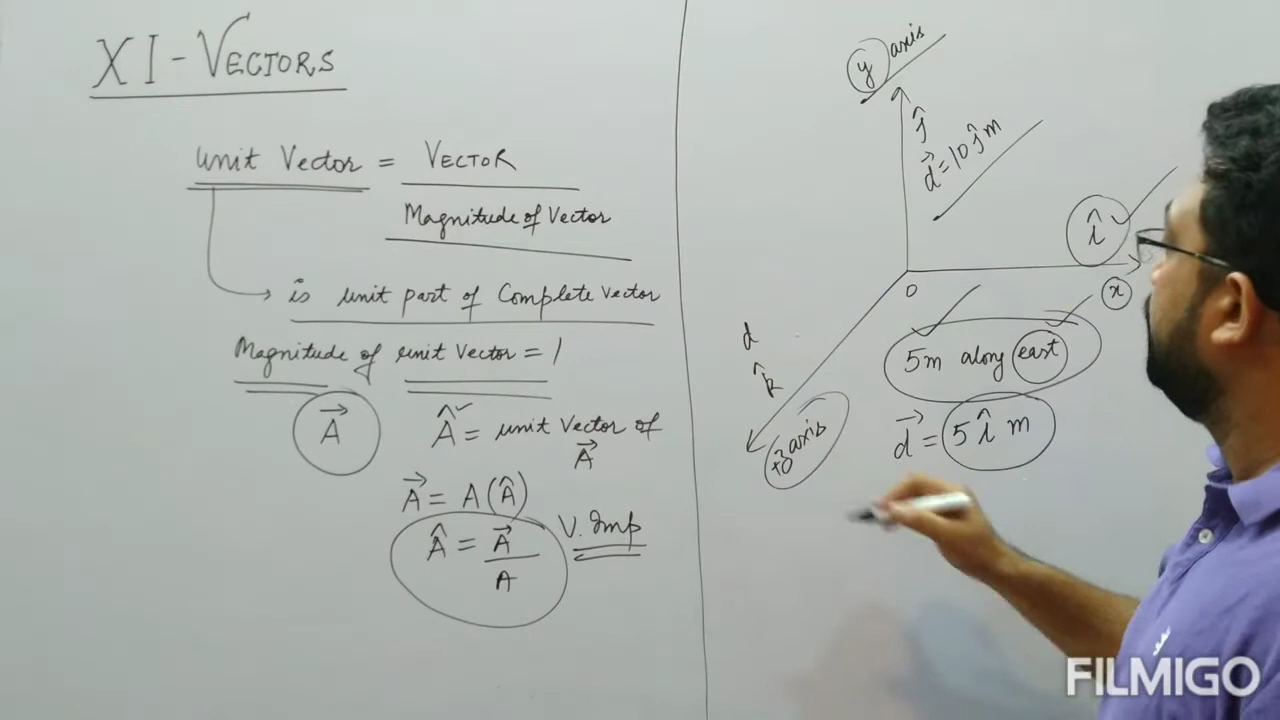 XI - VECTORS
unit Vector = VECTOR
Magnitude of Vector
is unit part of Complete Vector
Magnitude of unit Vector = 1
A⃗
Â = unit Vector of
A⃗
A⃗ = A(Â)
Â = A⃗
A
V. Imp
y axis
ĵ
d⃗ = 10 ĵ m
î
O
x
d
k̂
+z axis
5m along east
d⃗ = 5 î m
FILMIGO